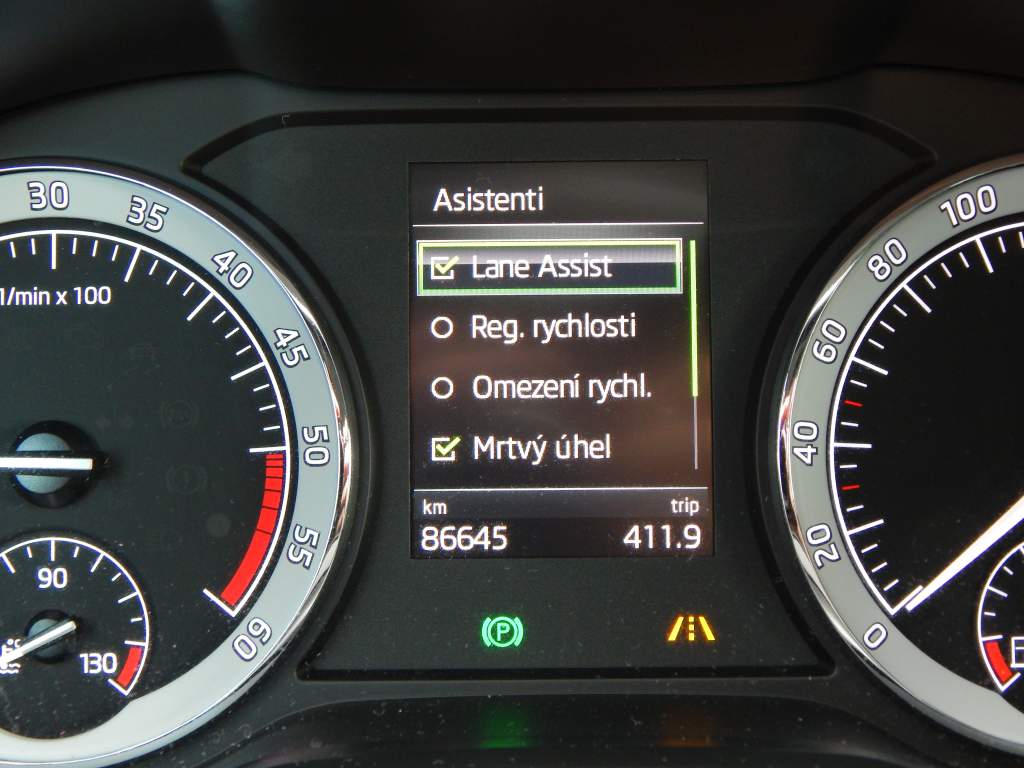 Asistenti
Lane Assist
Reg. rychlosti
Omezení rychl.
Mrtvý úhel
km trip
86645 411.9
30
35
40
45
50
55
60
1/min x 100
90
130
100
80
60
40
20
0
P